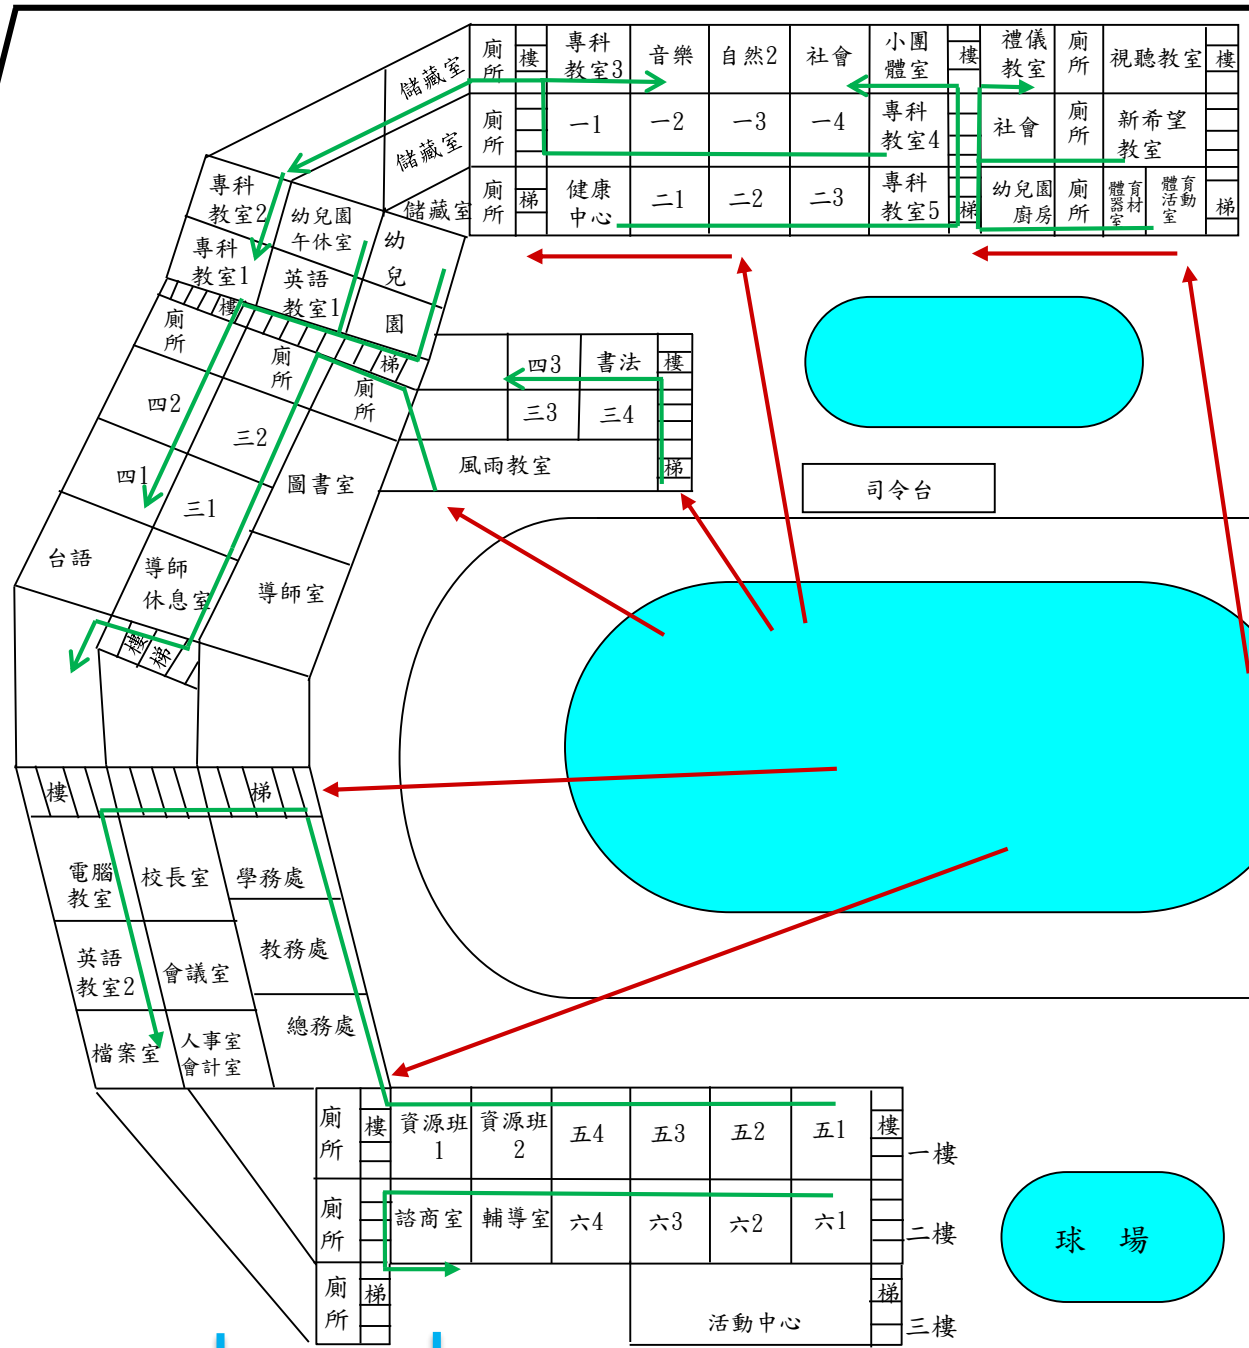 廁所
樓
專科
教室3
音樂
自然2
社會
小團
體室
樓
禮儀
教室
廁所
視聽教室
樓
儲藏室
廁所
一1
一2
一3
一4
專科
教室4
社會
廁所
新希望
教室
儲藏室
廁所
梯
健康
中心
二1
二2
二3
專科
教室5
梯
幼兒園
廚房
廁所
體育
器材
室
體育
活動
室
梯
儲藏室
專科
教室2
幼兒園
午休室
幼兒園
專科
教室1
英語
教室1
樓
梯
廁所
廁所
廁所
四3
書法
樓
四2
三2
三3
三4
四1
三1
圖書室
風雨教室
梯
司令台
台語
導師
休息室
導師室
樓
梯
樓
梯
電腦
教室
校長室
學務處
英語
教室2
會議室
教務處
檔案室
人事室
會計室
總務處
廁所
樓
資源班
1
資源班
2
五4
五3
五2
五1
樓
一樓
廁所
諮商室
輔導室
六4
六3
六2
六1
二樓
球 場
廁所
梯
活動中心
梯
三樓